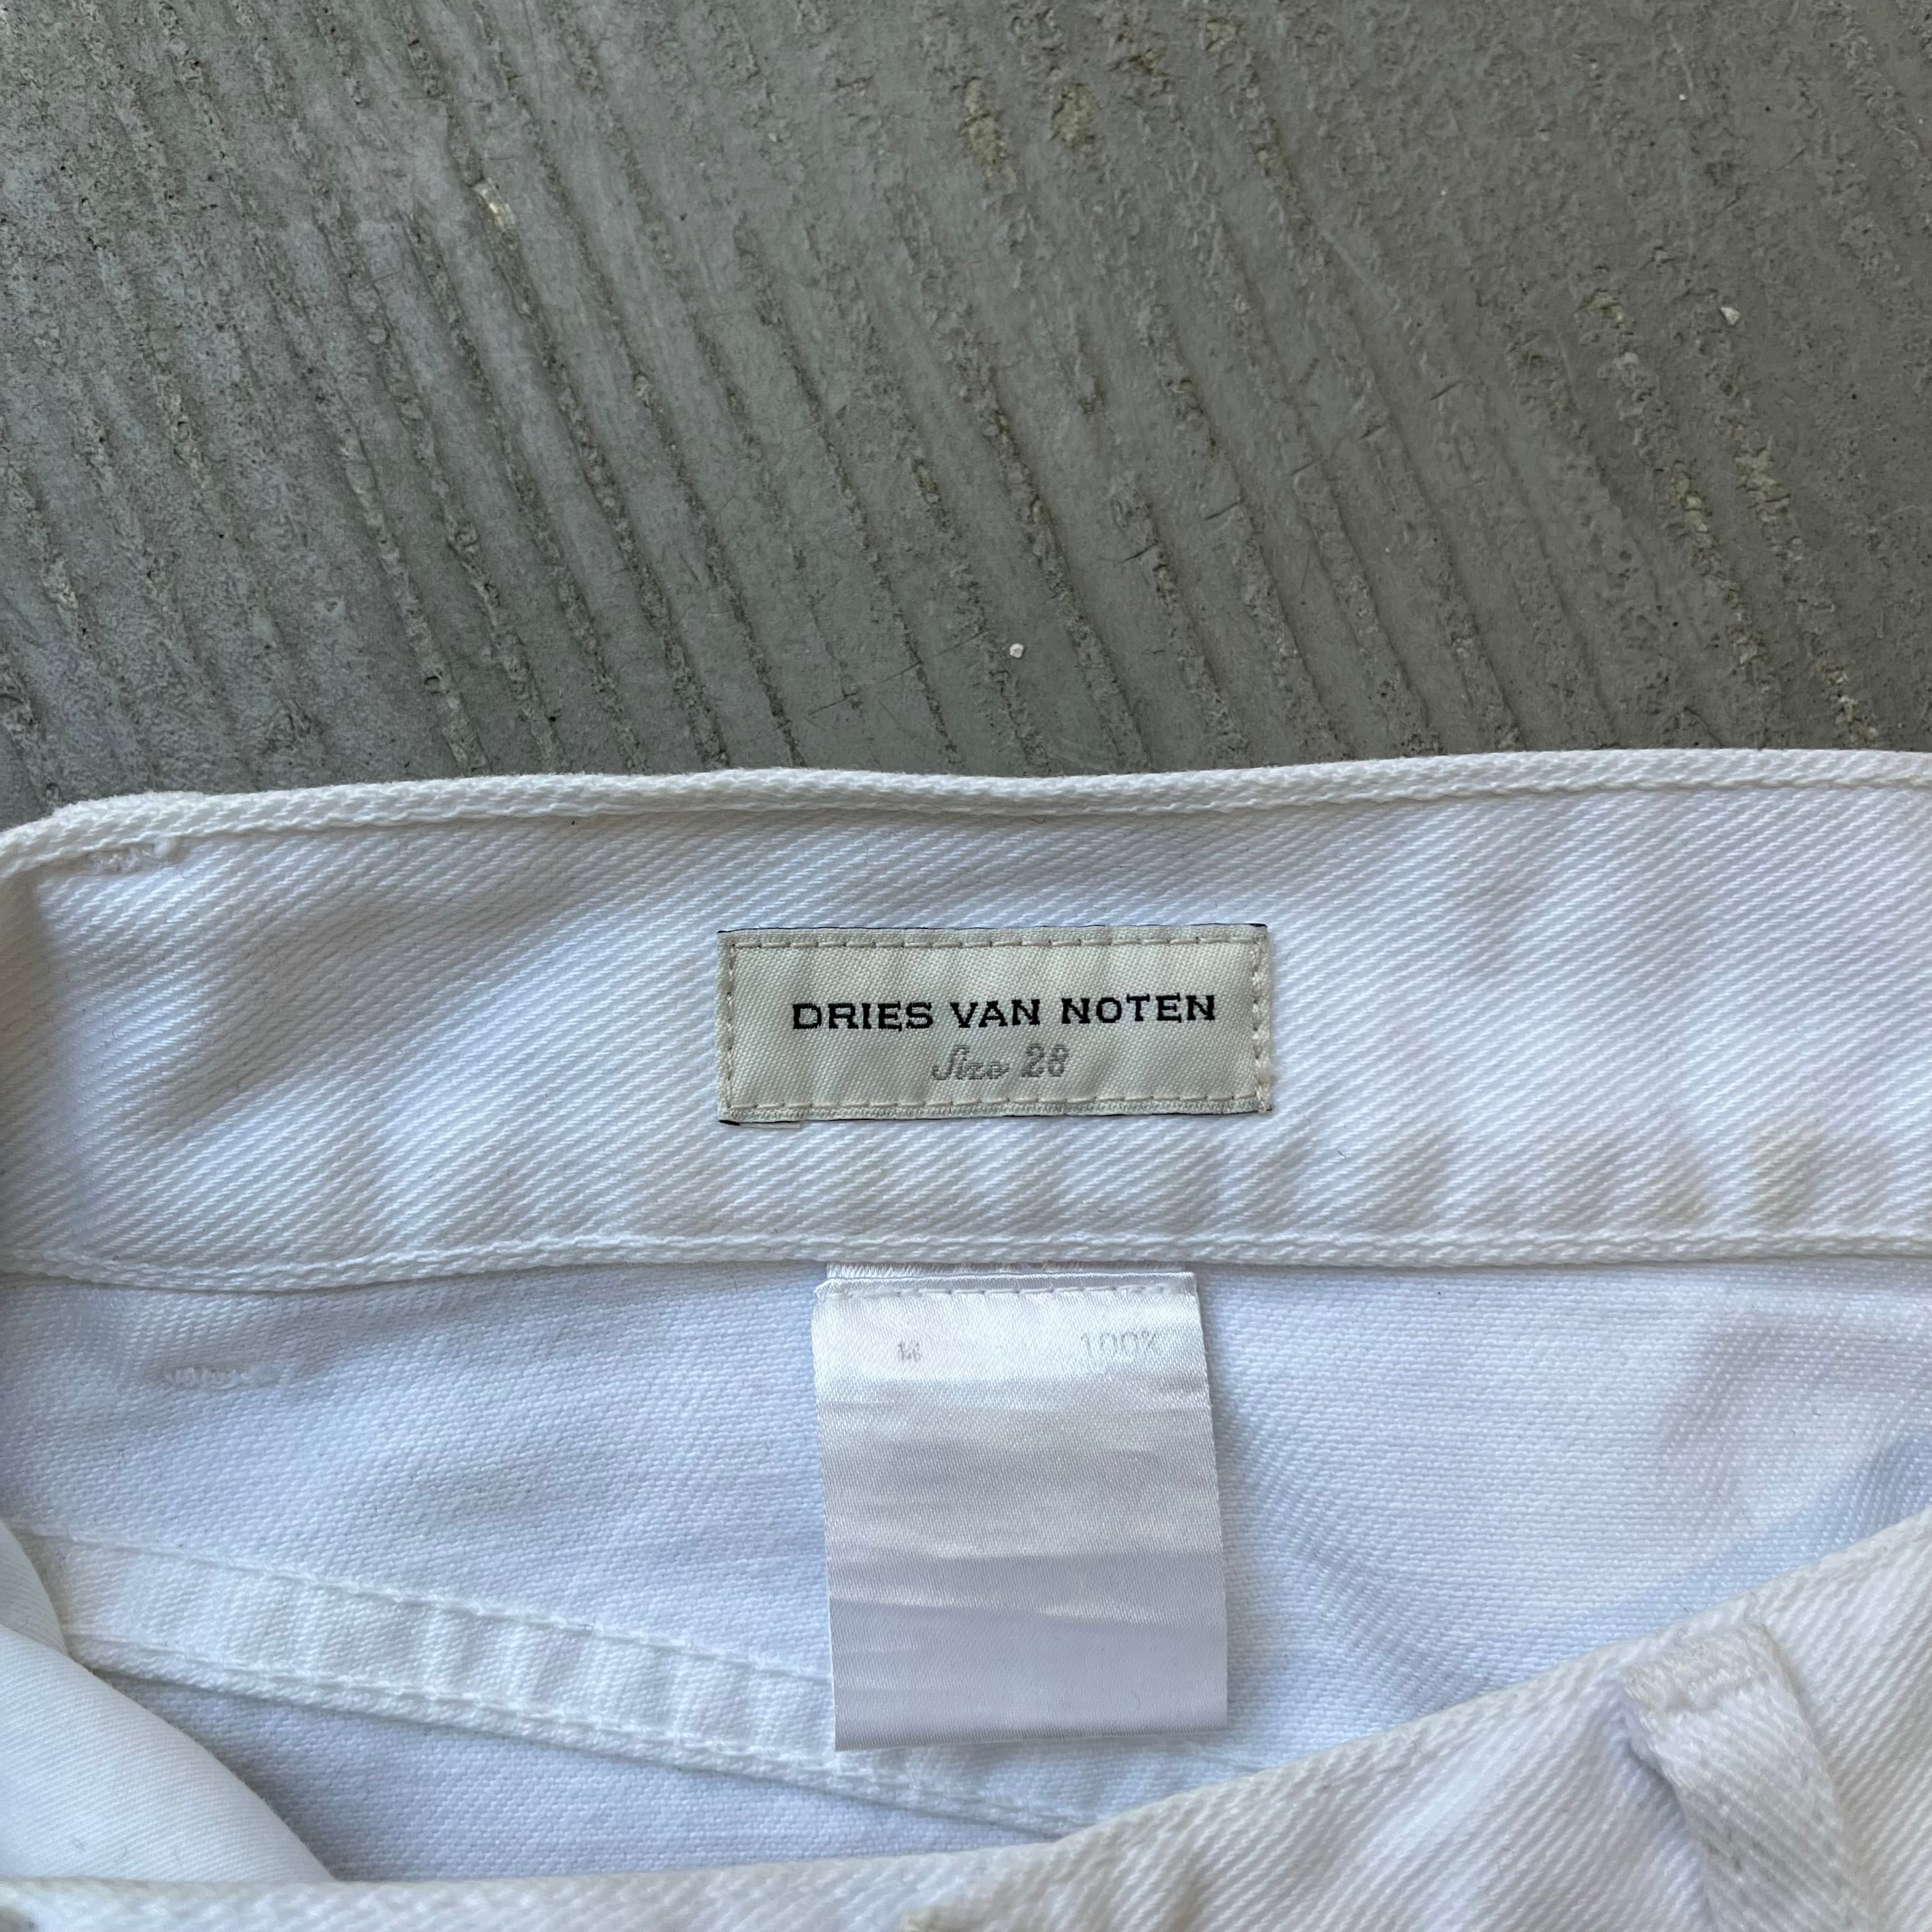 DRIES VAN NOTEN
Size 28
100%